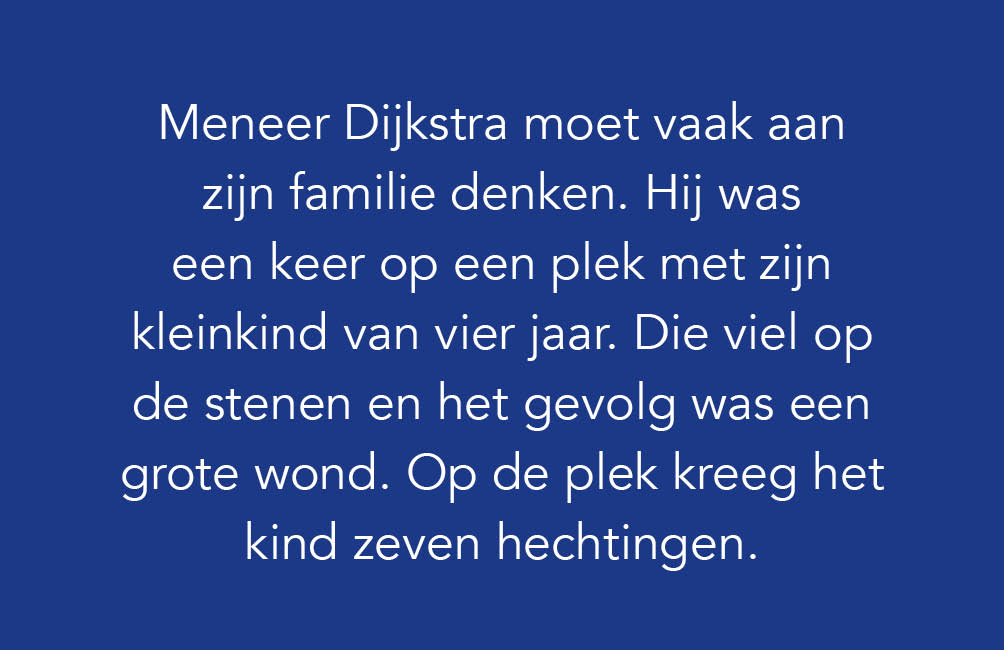 Meneer Dijkstra moet vaak aan
zijn familie denken. Hij was
een keer op een plek met zijn
kleinkind van vier jaar. Die viel op
de stenen en het gevolg was een
grote wond. Op de plek kreeg het
kind zeven hechtingen.